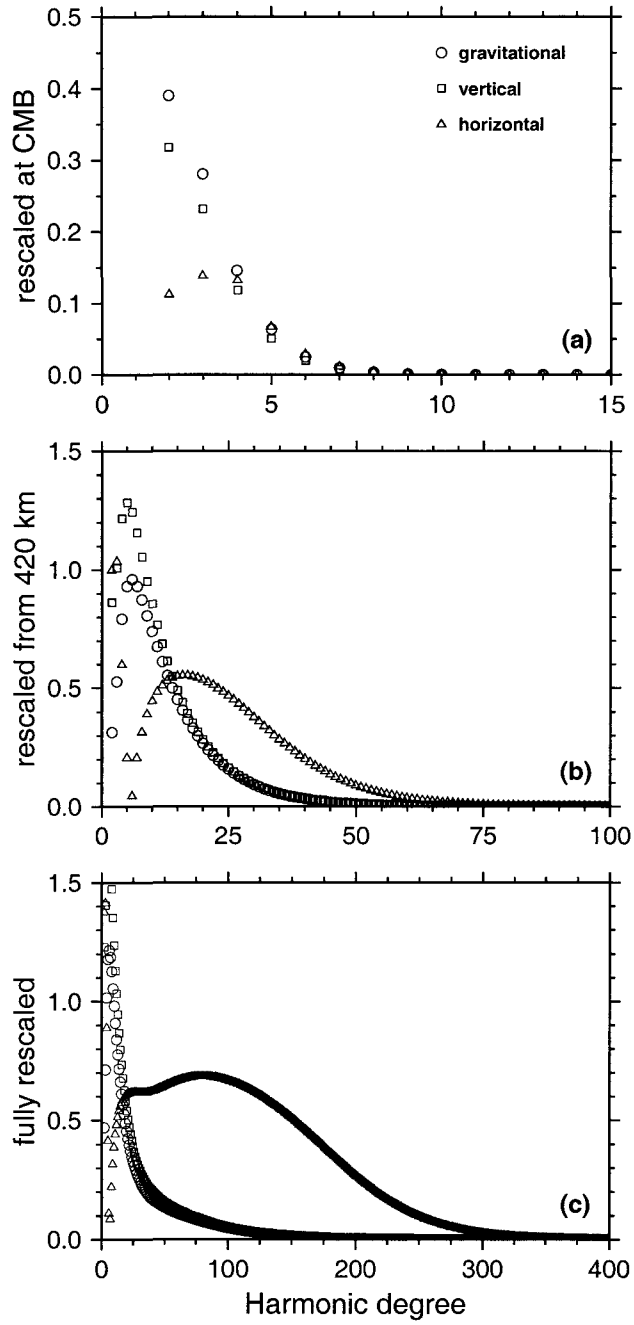 0.5
gravitational
0.4
vertical
horizontal
0.3
rescaled at CMB
0.2
0.1
(a)
0.0
0 5 10 15
1.5
1.0
rescaled from 420 km
0.5
(b)
0.0
0 25 50 75 100
1.5
1.0
fully rescaled
0.5
(c)
0.0
0 100 200 300 400
Harmonic degree